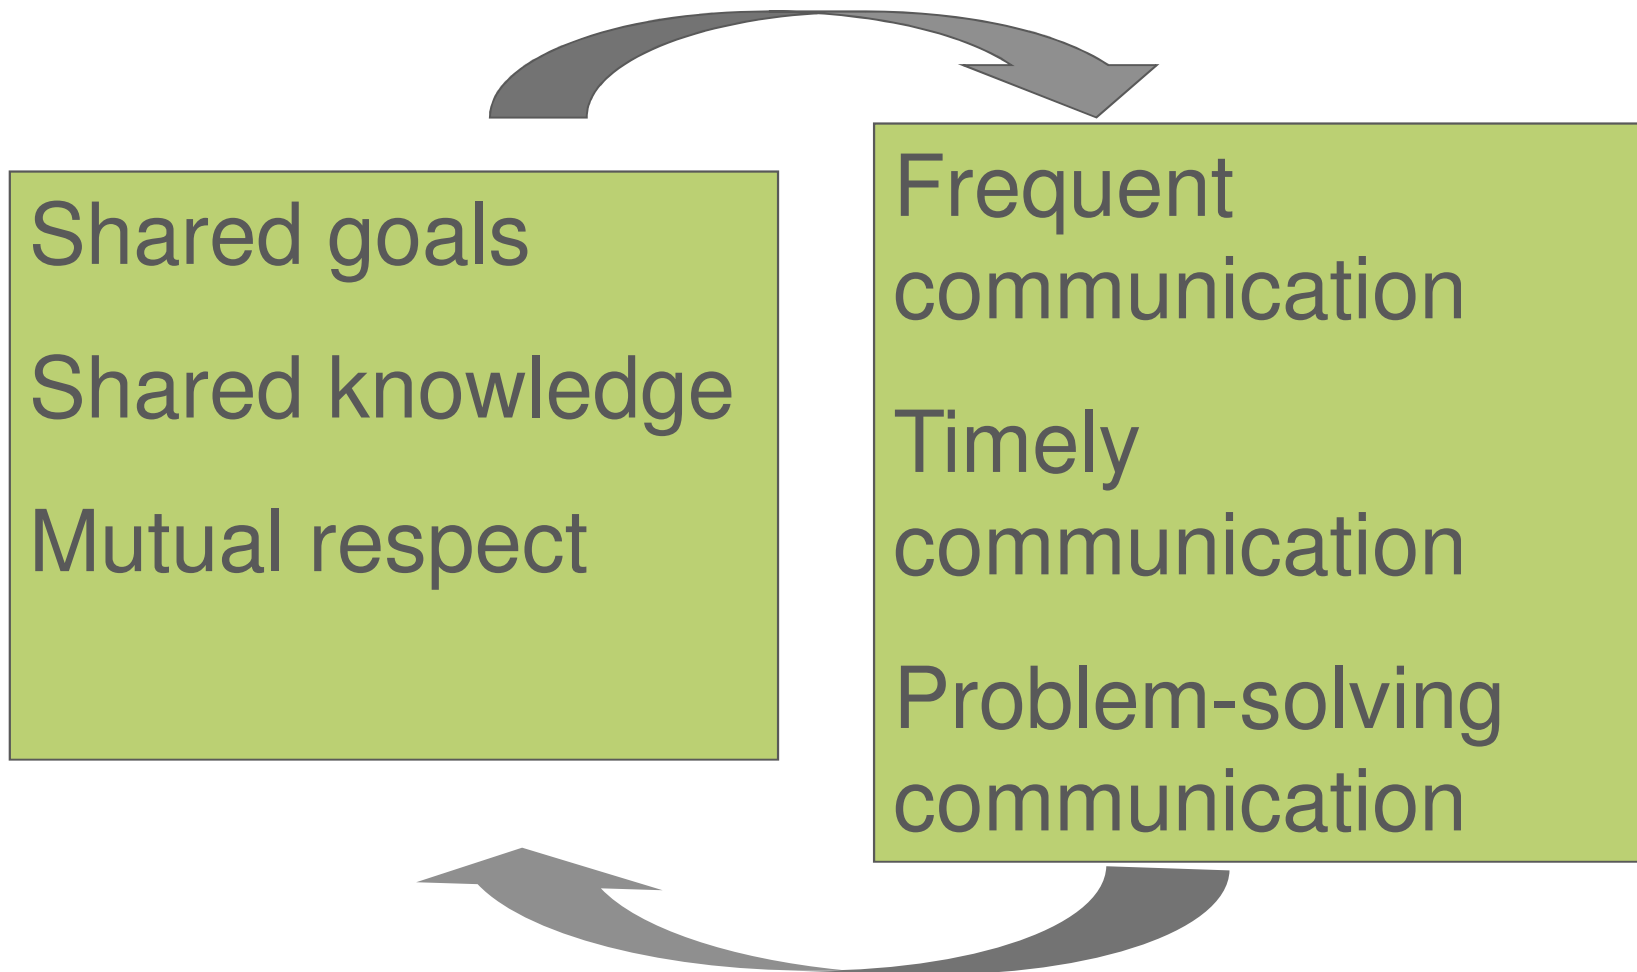 Shared goals
Shared knowledge
Mutual respect
Frequent
communication
Timely
communication
Problem-solving
communication